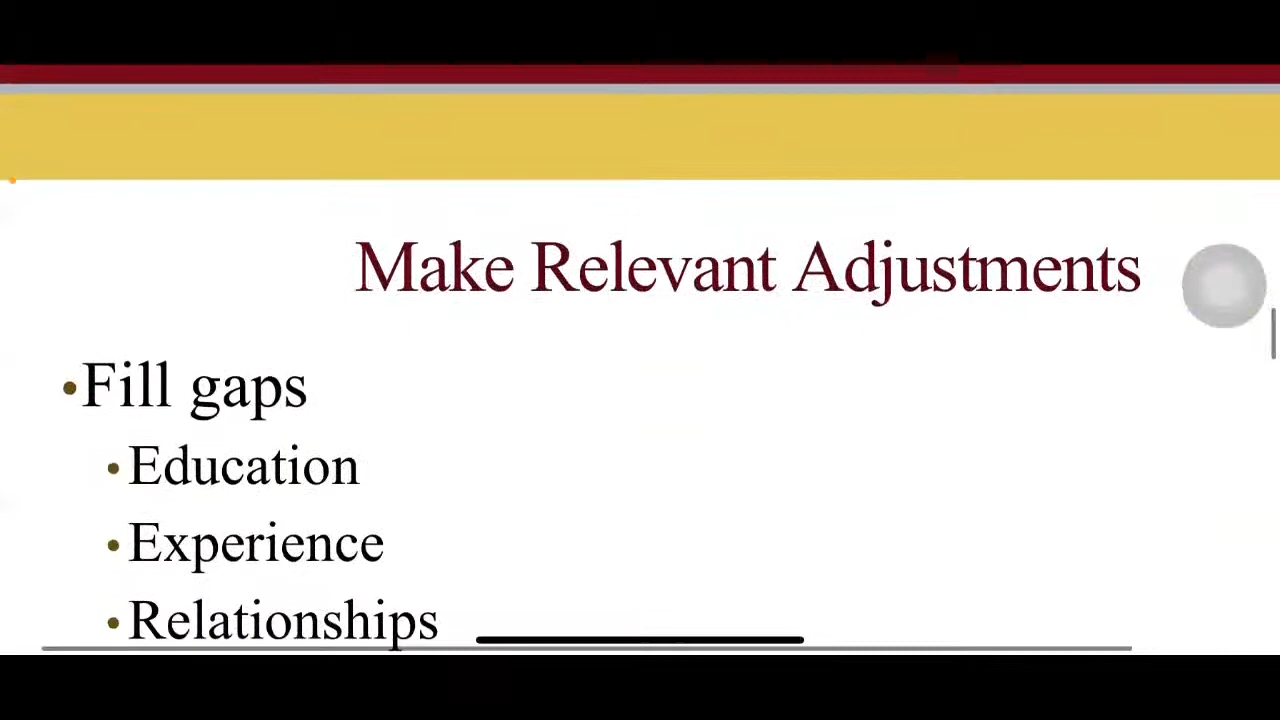 Make Relevant Adjustments
•Fill gaps
•Education
•Experience
•Relationships